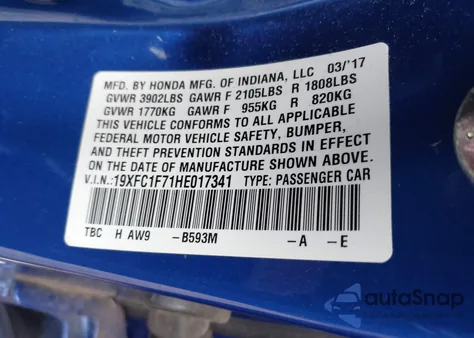 MFD. BY HONDA MFG. OF INDIANA, LLC 03/'17
GVWR 3902LBS GAWR F 2105LBS R 1808LBS
GVWR 1770KG GAWR F 955KG R 820KG
THIS VEHICLE CONFORMS TO ALL APPLICABLE
FEDERAL MOTOR VEHICLE SAFETY, BUMPER,
AND THEFT PREVENTION STANDARDS IN EFFECT
ON THE DATE OF MANUFACTURE SHOWN ABOVE.
V.I.N.:19XFC1F71HE017341 TYPE: PASSENGER CAR
TBC H AW9 -B593M -A -E
autoSnap